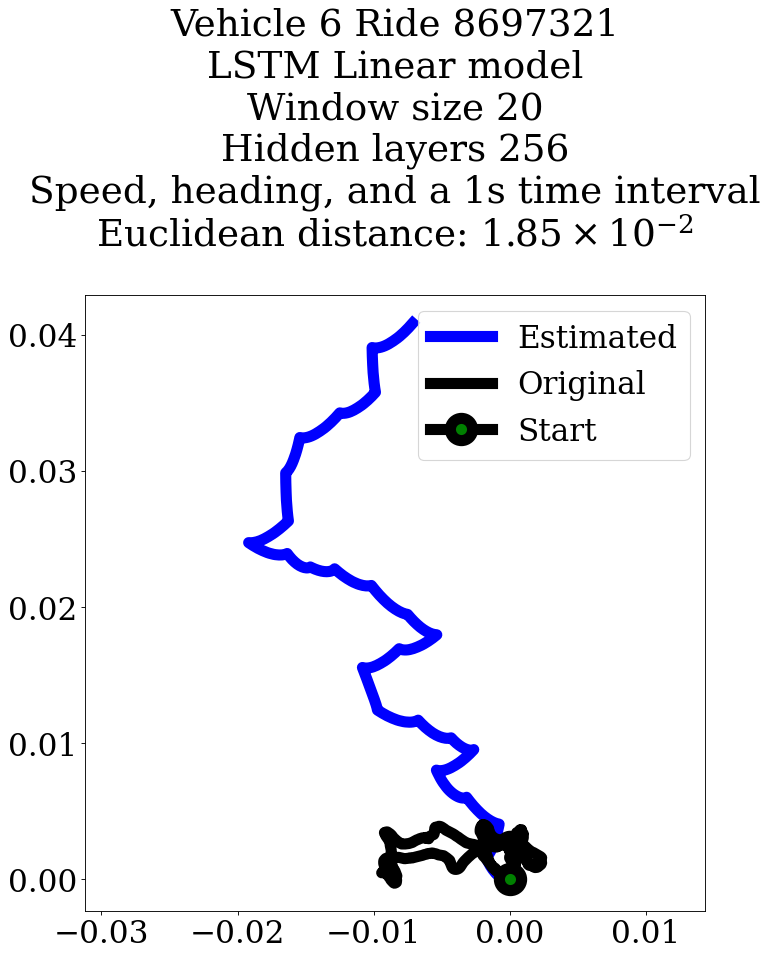 Vehicle 6 Ride 8697321
LSTM Linear model
Window size 20
Hidden layers 256
Speed, heading, and a 1s time interval
Euclidean distance: 1.85 × 10⁻²
Estimated
Original
Start
0.04
0.03
0.02
0.01
0.00
−0.03 −0.02 −0.01 0.00 0.01